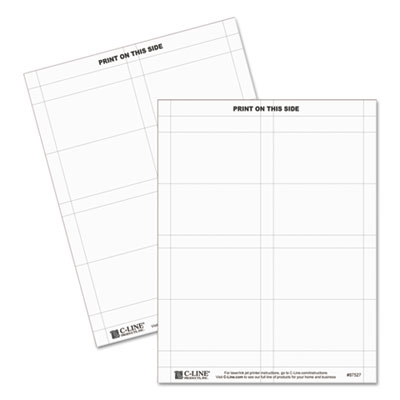 PRINT ON THIS SIDE
C-LINE®
PRODUCTS, INC.
PRINT ON THIS SIDE
C-LINE®
PRODUCTS, INC.
For laser/ink jet printer instructions, go to C-Line.com/instructions
Visit C-Line.com to see our full line of products for your home and business
#87527